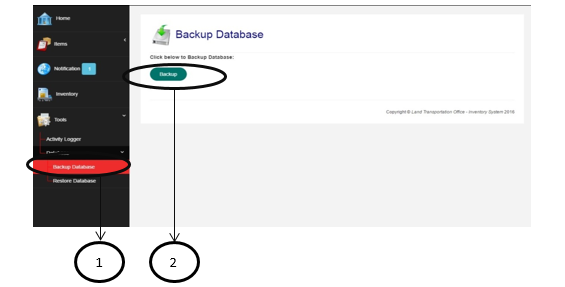 Home
Items
Notification 1
Inventory
Tools
Activity Logger
Database
Backup Database
Restore Database
Backup Database
Click below to Backup Database:
Backup
Copyright © Land Transportation Office - Inventory System 2016
1
2